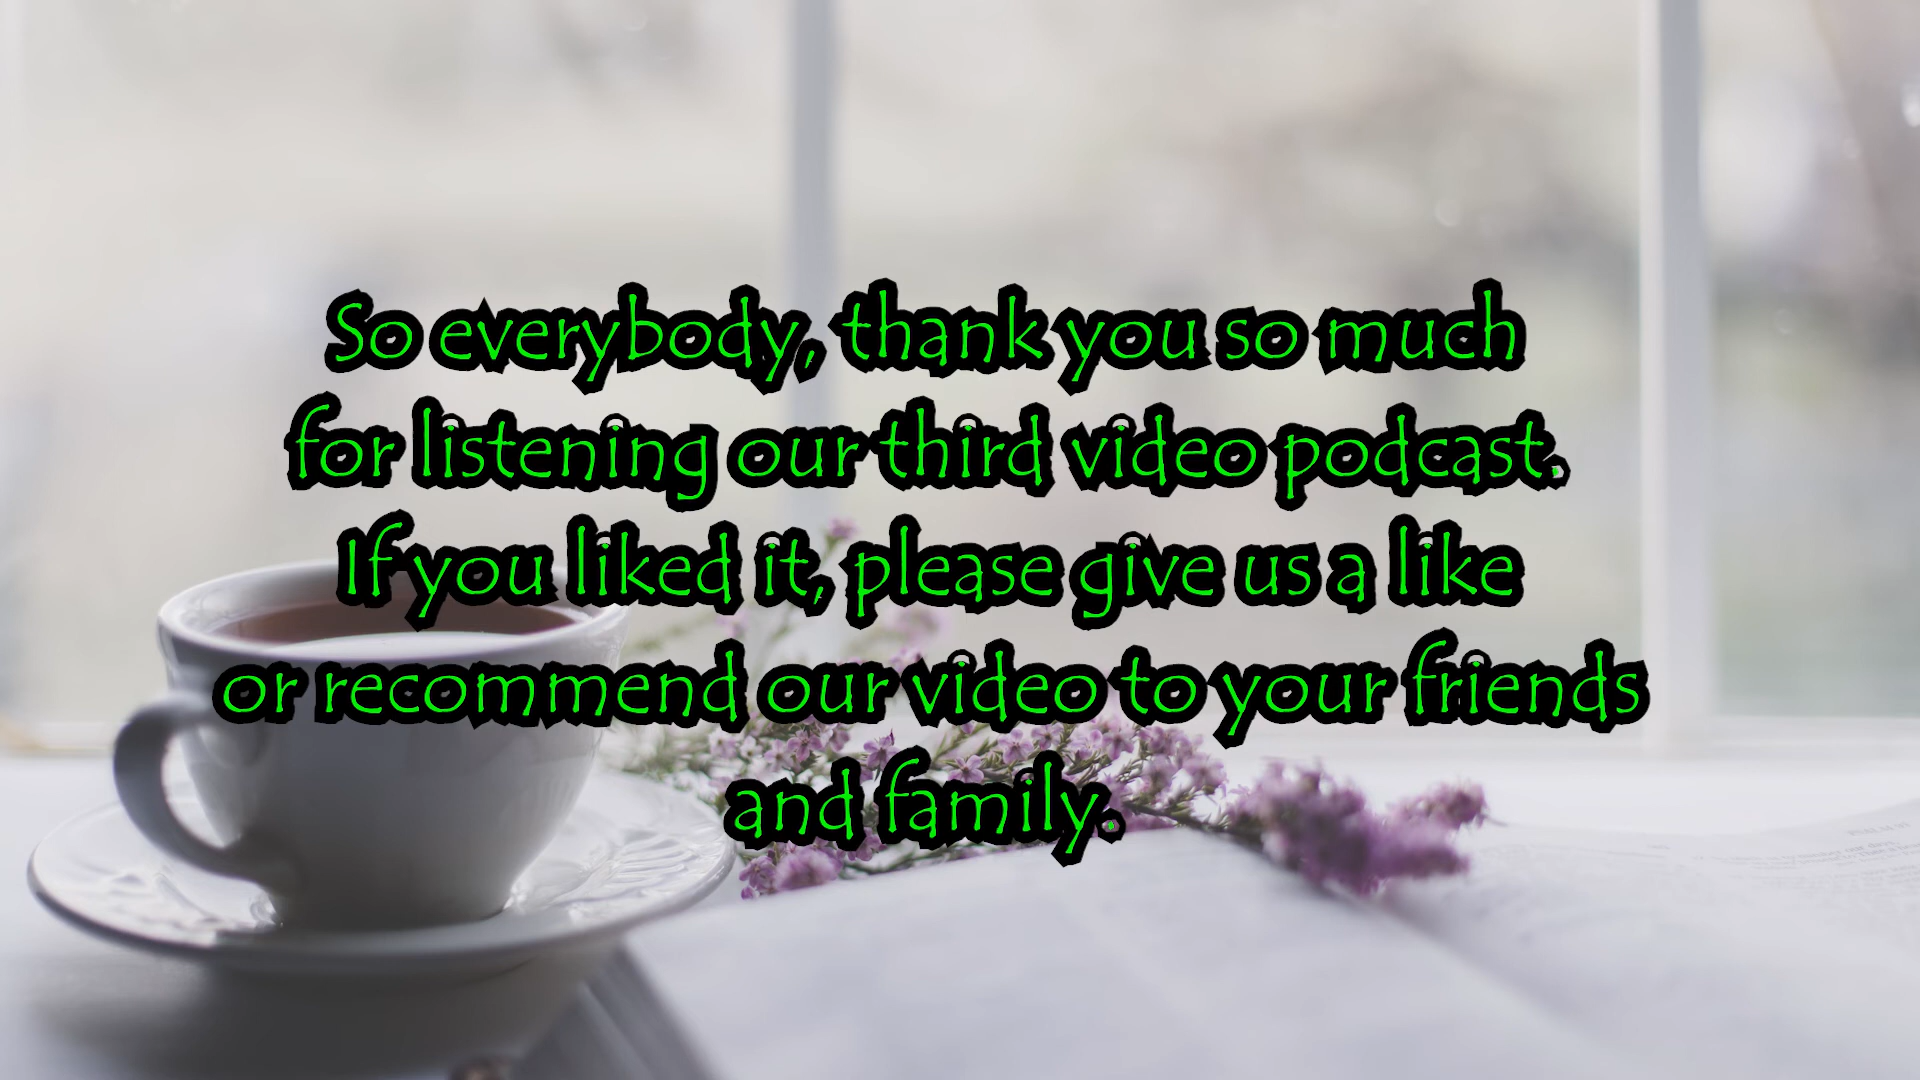 So everybody, thank you so much
for listening our third video podcast.
If you liked it, please give us a like
or recommend our video to your friends
and family.